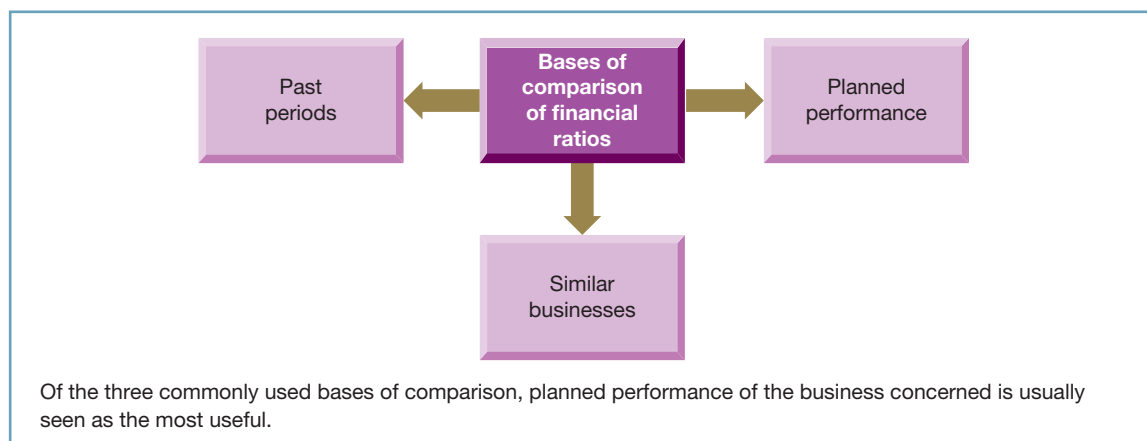 Past
periods
Bases of
comparison
of financial
ratios
Planned
performance
Similar
businesses
Of the three commonly used bases of comparison, planned performance of the business concerned is usually
seen as the most useful.